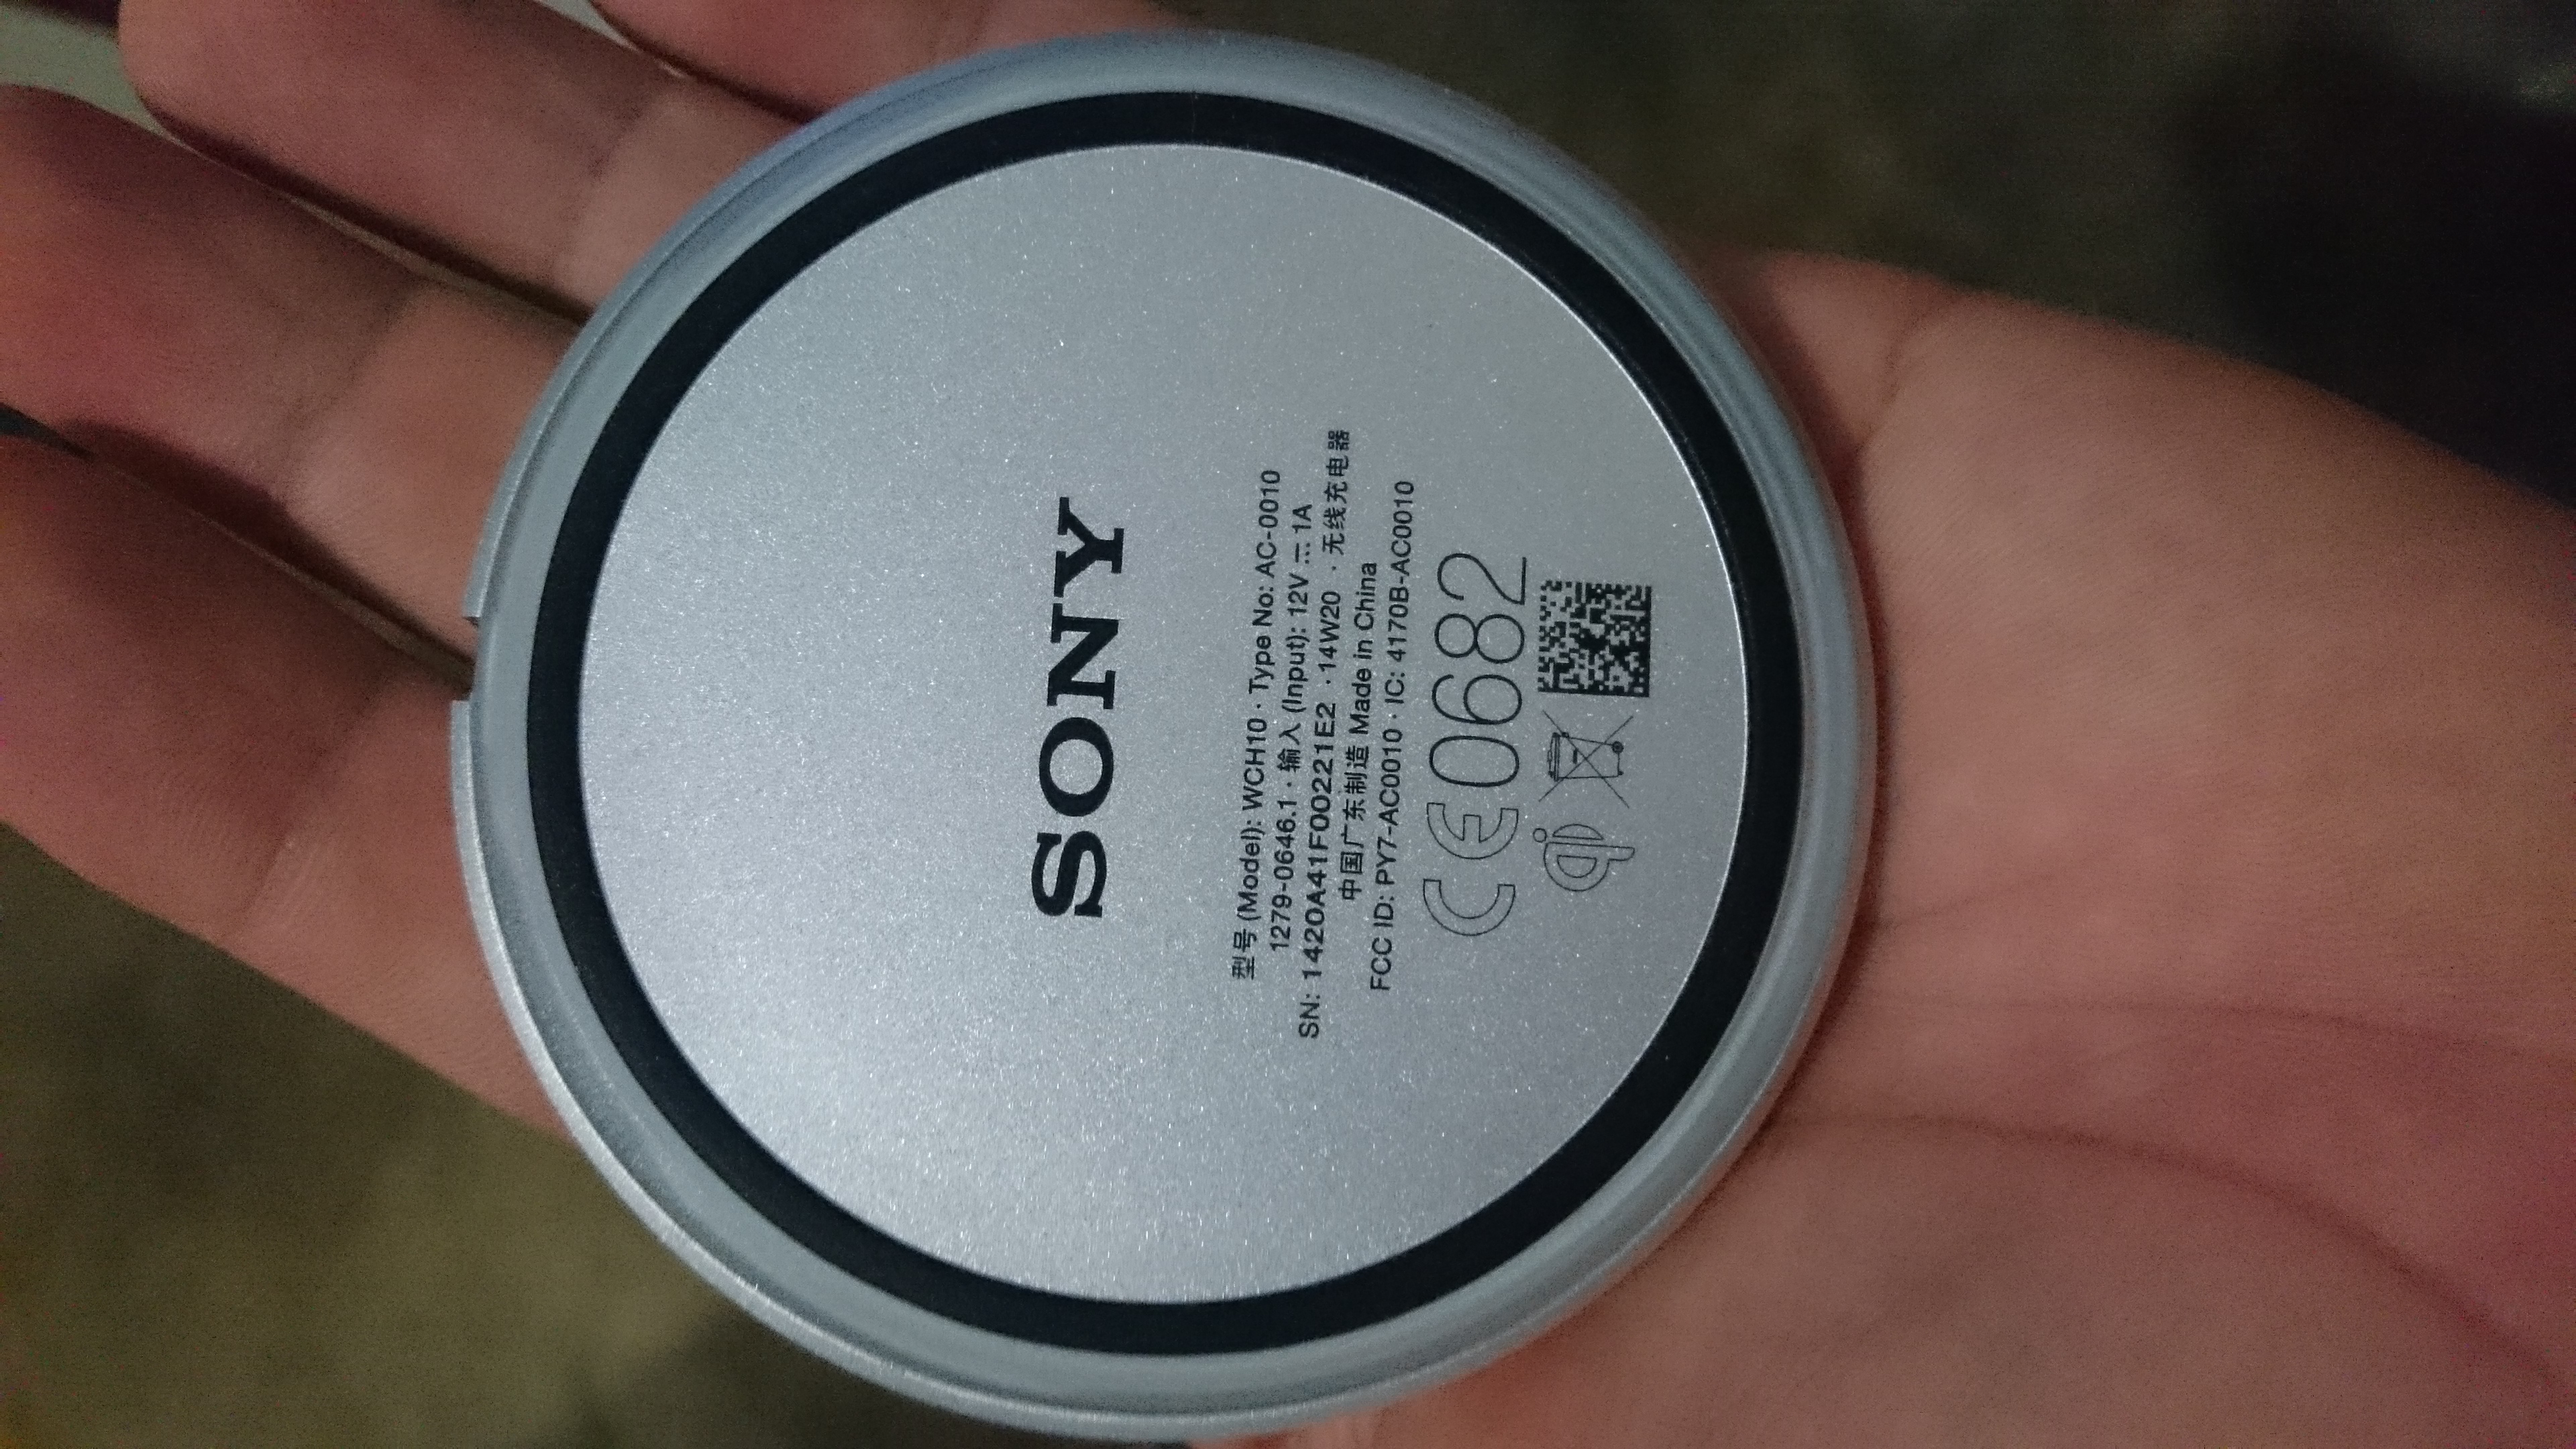 SONY
型号 (Model): WCH10 · Type No: AC-0010
1279-0646.1 · 输入 (Input): 12V ⎓ 1A
SN: 1420A41F00221E2 · 14W20 · 无线充电器
中国广东制造 Made in China
FCC ID: PY7-AC0010 · IC: 4170B-AC0010
CE0682
qi